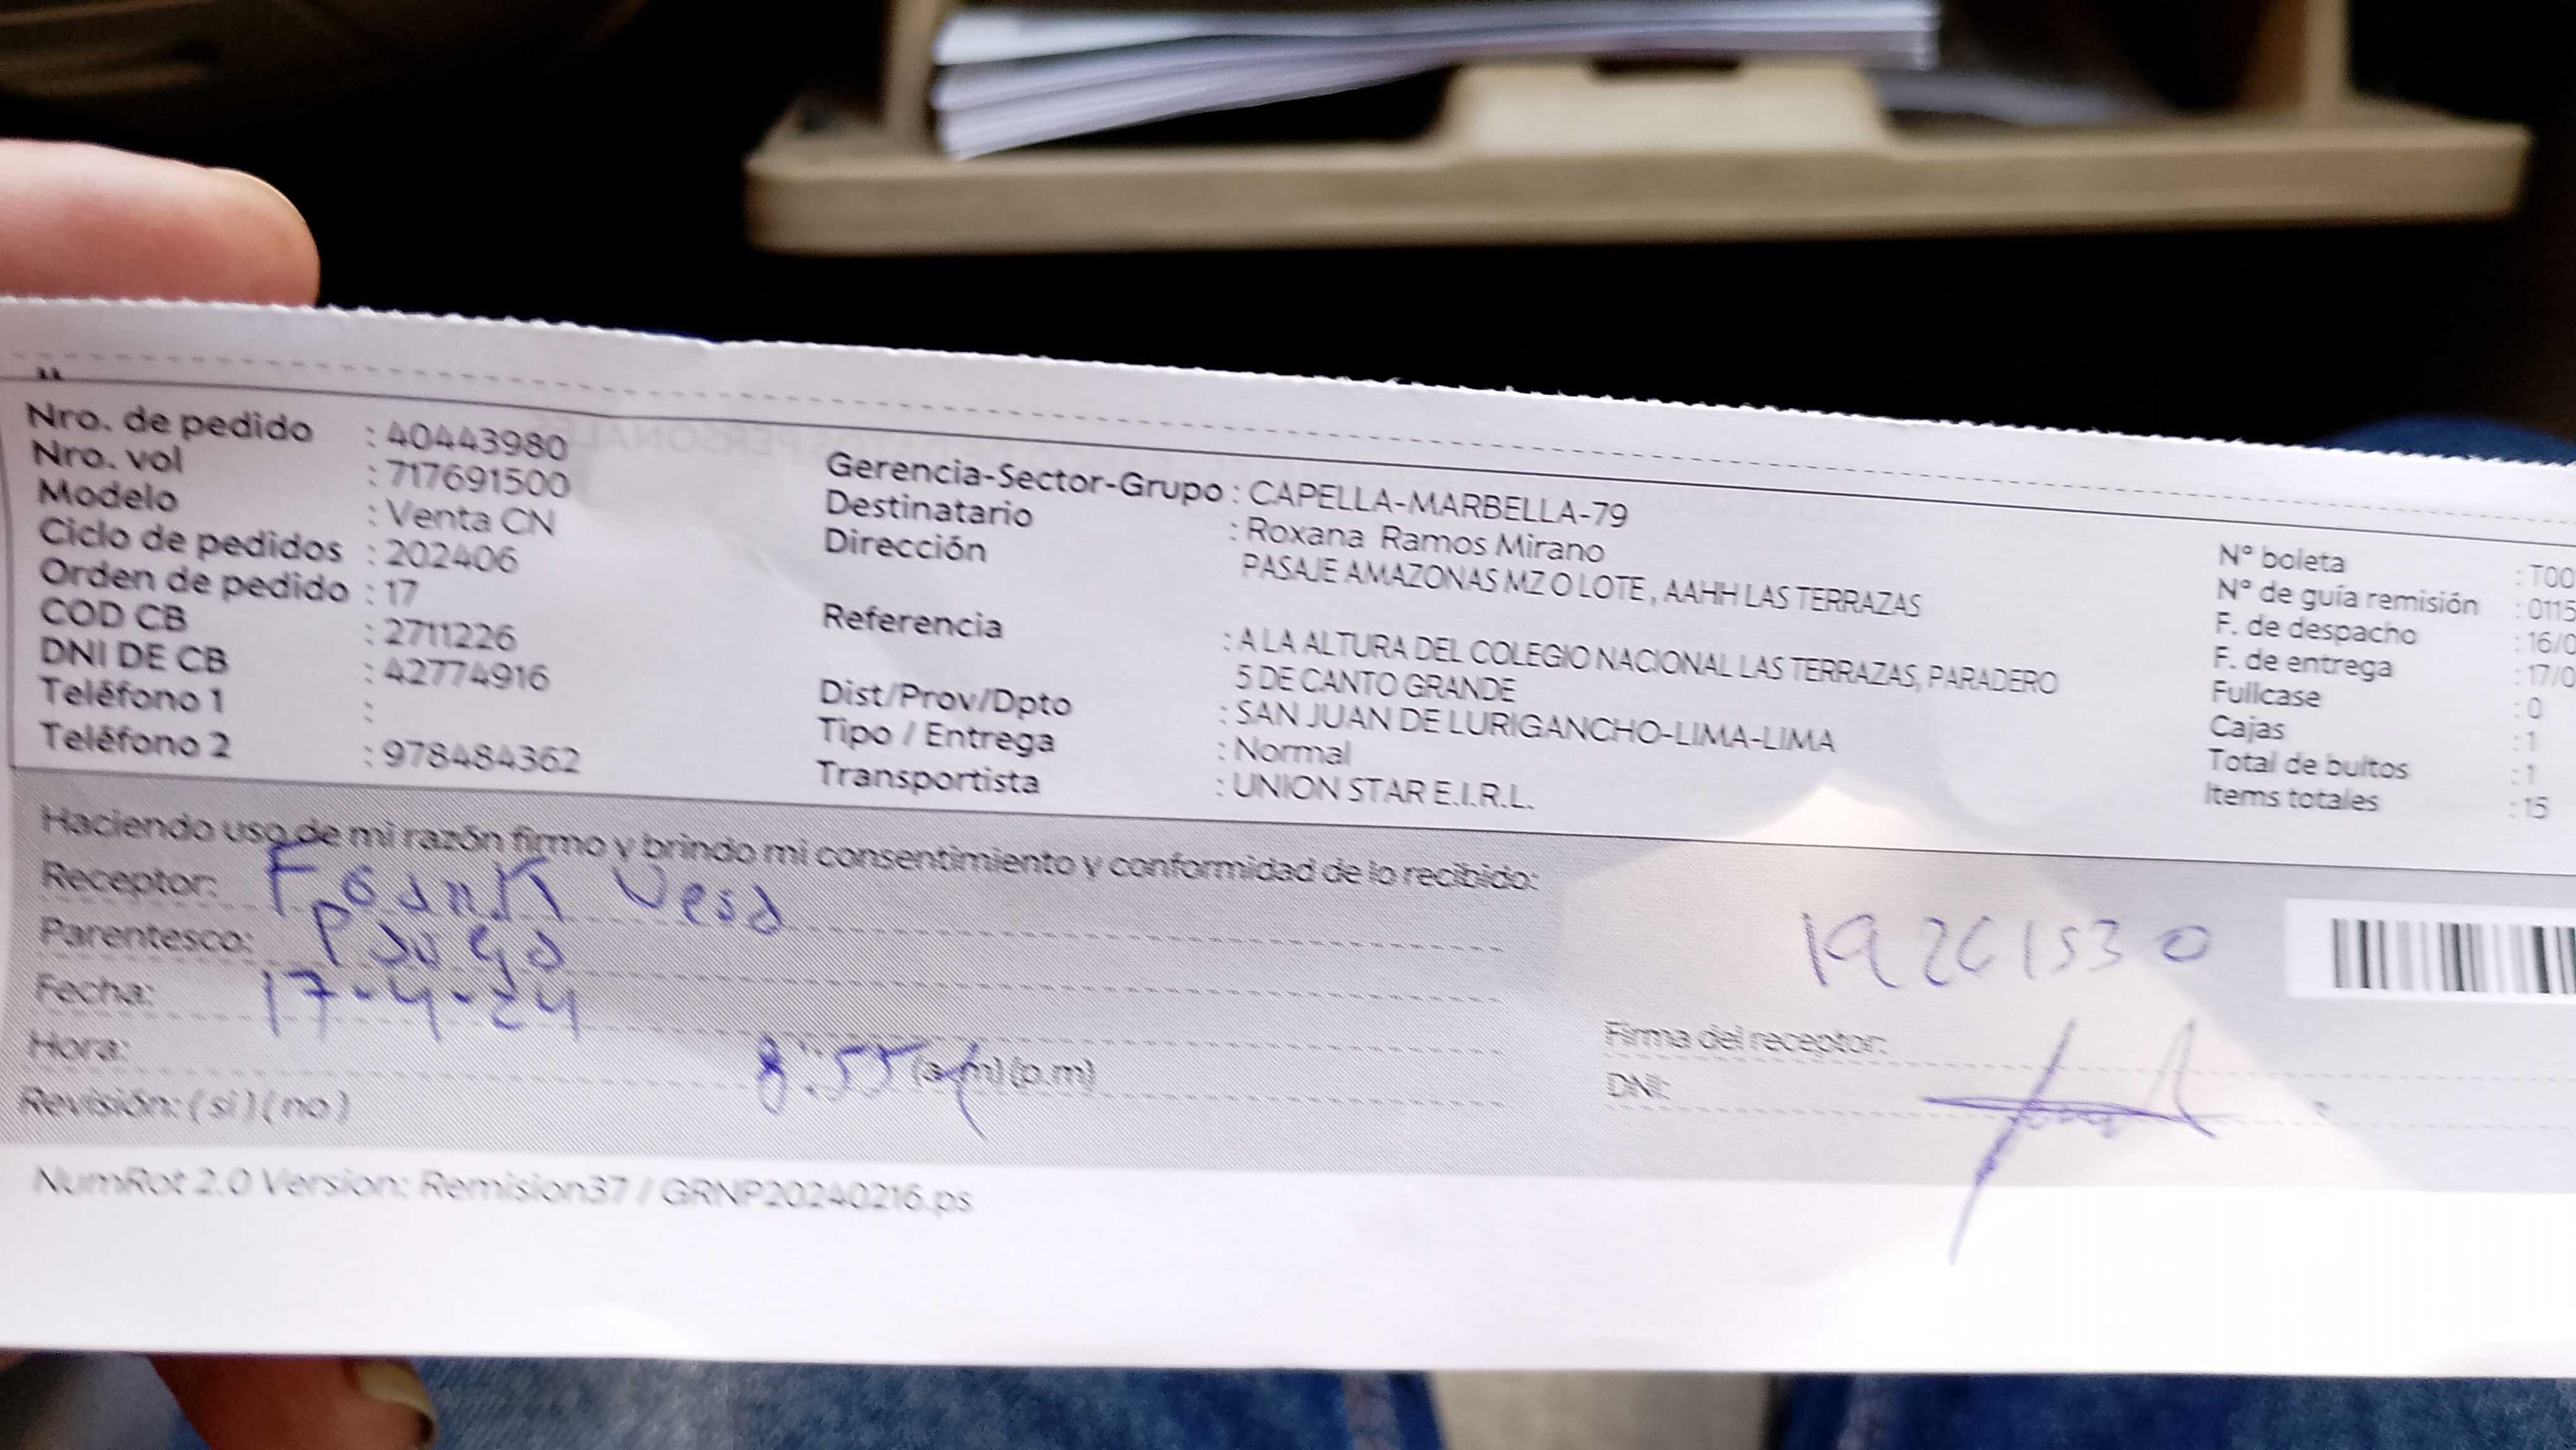 Nro. de pedido : 40443980
Nro. vol : 717691500
Modelo : Venta CN
Ciclo de pedidos : 202406
Orden de pedido : 17
COD CB : 2711226
DNI DE CB : 42774916
Teléfono 1 :
Teléfono 2 : 978484362
Gerencia-Sector-Grupo : CAPELLA-MARBELLA-79
Destinatario : Roxana Ramos Mirano
Dirección PASAJE AMAZONAS MZ O LOTE , AAHH LAS TERRAZAS
Referencia : A LA ALTURA DEL COLEGIO NACIONAL LAS TERRAZAS, PARADERO
5 DE CANTO GRANDE
Dist/Prov/Dpto : SAN JUAN DE LURIGANCHO-LIMA-LIMA
Tipo / Entrega : Normal
Transportista : UNION STAR E.I.R.L.
N° boleta : T00
N° de guía remisión : 0115
F. de despacho : 16/0
F. de entrega : 17/0
Fullcase : 0
Cajas : 1
Total de bultos : 1
Items totales : 15
Haciendo uso de mi razón firmo y brindo mi consentimiento y conformidad de lo recibido:
Receptor:
Parentesco:
Fecha: 17-4-24
Hora: 8:55 (a.m) (p.m)
Revisión: ( si ) ( no )
Firma del receptor:
DNI:
NumRot 2.0 Version: Remision37 / GRNP20240216.ps